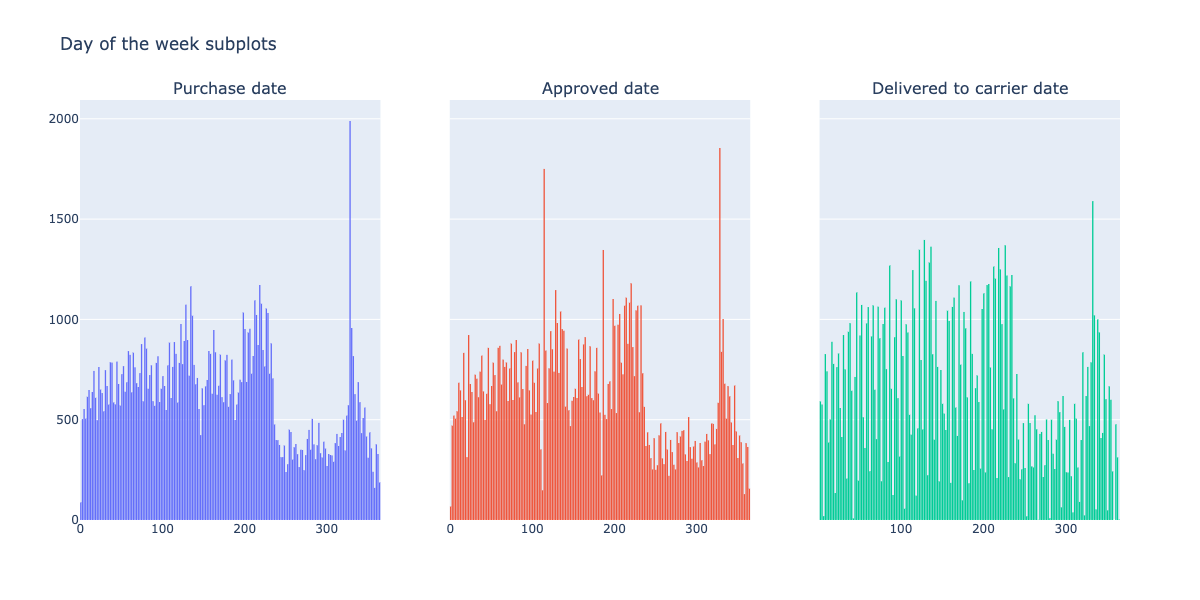 Day of the week subplots
Purchase date
Approved date
Delivered to carrier date
2000
1500
1000
500
0
0 100 200 300
0 100 200 300
100 200 300